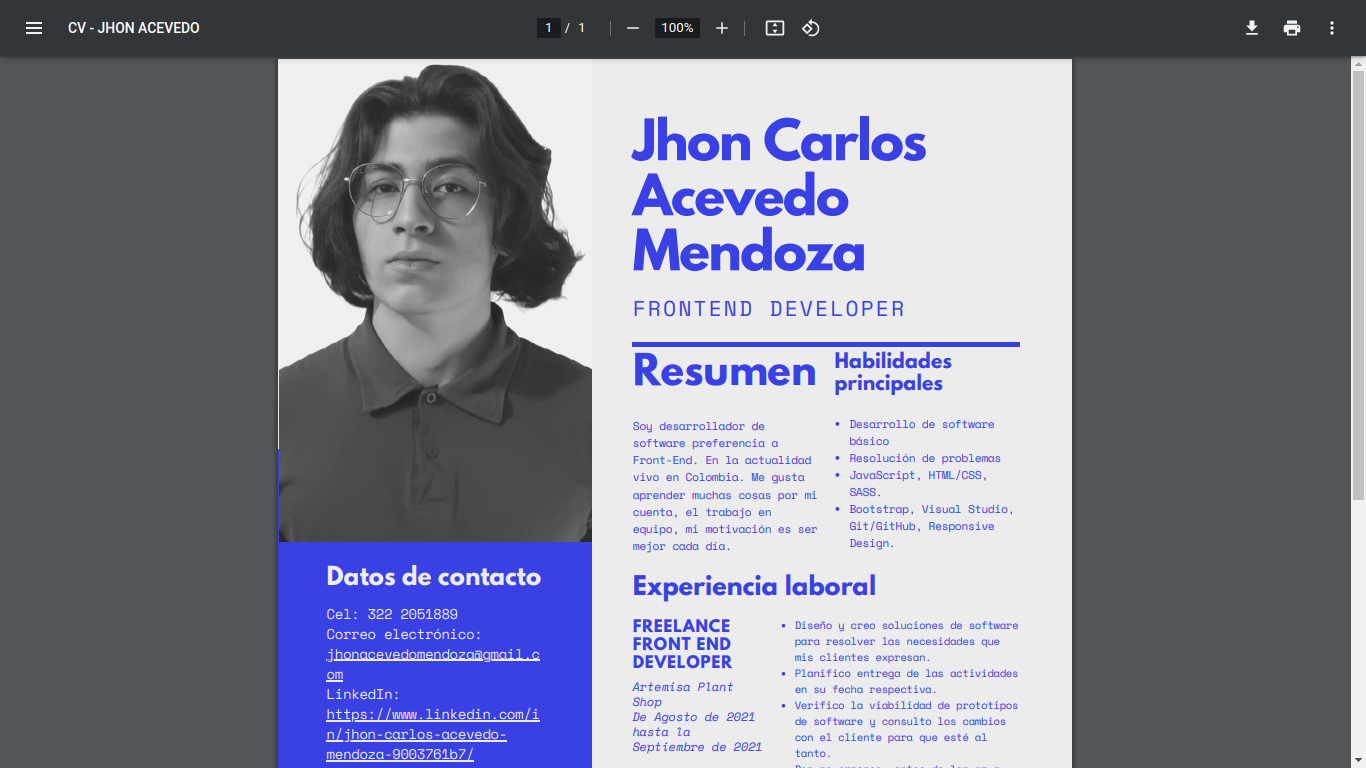 CV - JHON ACEVEDO
1 / 1
100%
Jhon Carlos
Acevedo
Mendoza
FRONTEND DEVELOPER
Resumen
Soy desarrollador de
software preferencia a
Front-End. En la actualidad
vivo en Colombia. Me gusta
aprender muchas cosas por mi
cuenta, el trabajo en
equipo, mi motivación es ser
mejor cada día.
Habilidades
principales
• Desarrollo de software
básico
• Resolución de problemas
• JavaScript, HTML/CSS,
SASS.
• Bootstrap, Visual Studio,
Git/GitHub, Responsive
Design.
Datos de contacto
Cel: 322 2051889
Correo electrónico:
jhonacevedomendoza@gmail.c
om
LinkedIn:
https://www.linkedin.com/i
n/jhon-carlos-acevedo-
mendoza-9003761b7/
Experiencia laboral
FREELANCE
FRONT END
DEVELOPER
Artemisa Plant
Shop
De Agosto de 2021
hasta la
Septiembre de 2021
• Diseño y creo soluciones de software
para resolver las necesidades que
mis clientes expresan.
• Planifico entrega de las actividades
en su fecha respectiva.
• Verifico la viabilidad de prototipos
de software y consulto los cambios
con el cliente para que esté al
tanto.